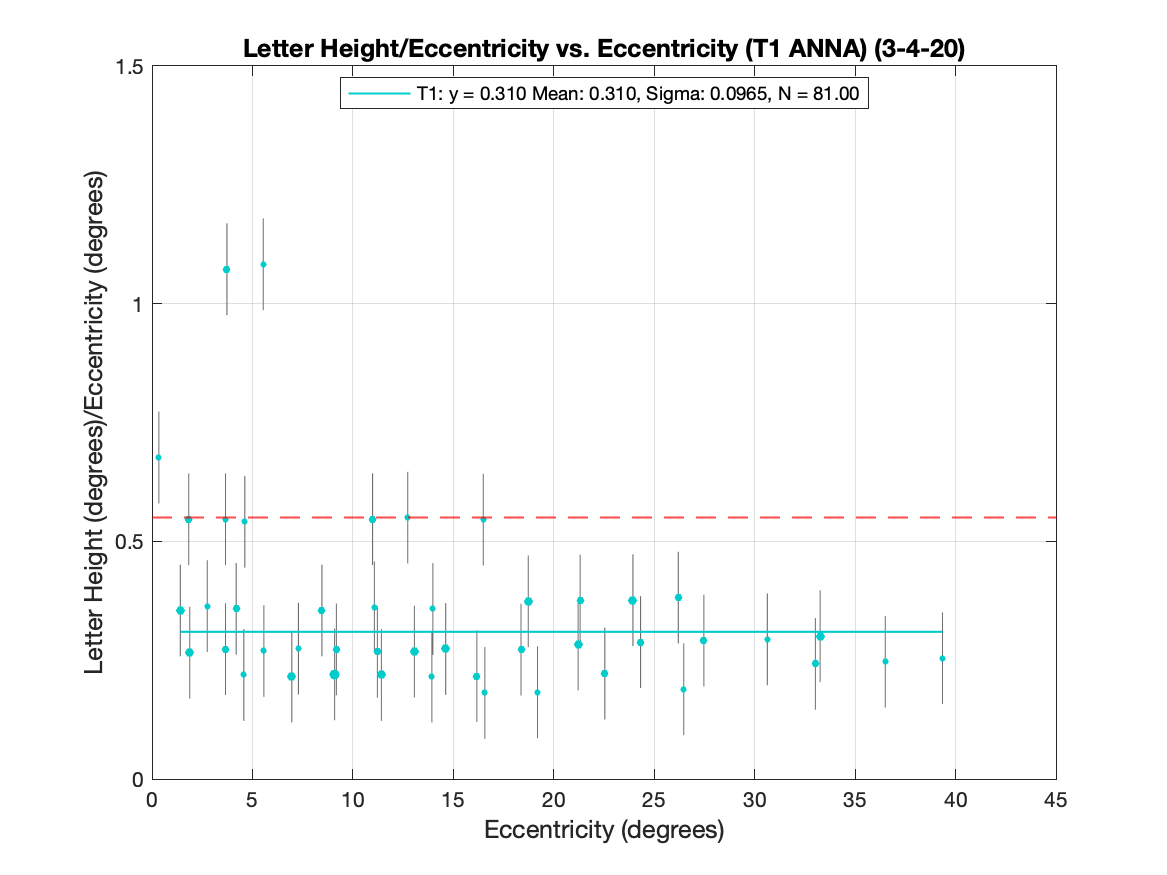 Letter Height/Eccentricity vs. Eccentricity (T1 ANNA) (3-4-20)
T1: y = 0.310 Mean: 0.310, Sigma: 0.0965, N = 81.00
Letter Height (degrees)/Eccentricity (degrees)
1.5
1
0.5
0
0 5 10 15 20 25 30 35 40 45
Eccentricity (degrees)